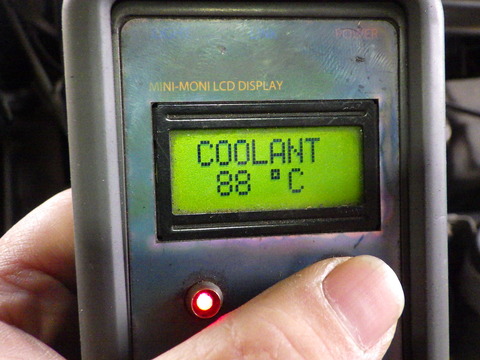 POWER
MINI-MONI LCD DISPLAY
COOLANT
88 °C